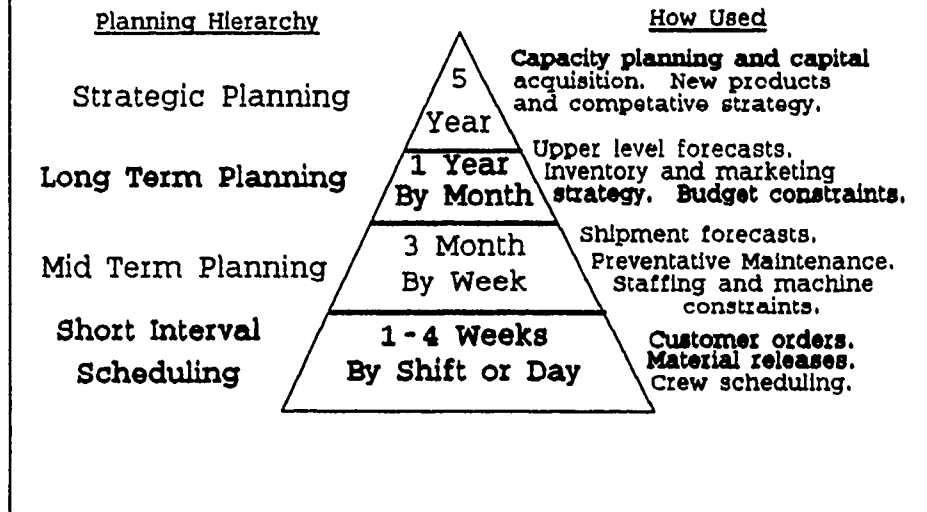 Planning Hierarchy
How Used
Strategic Planning
5
Year
Capacity planning and capital
acquisition. New products
and competative strategy.
Long Term Planning
1 Year
By Month
Upper level forecasts.
Inventory and marketing
strategy. Budget constraints.
Mid Term Planning
3 Month
By Week
Shipment forecasts.
Preventative Maintenance.
Staffing and machine
constraints.
Short Interval
Scheduling
1-4 Weeks
By Shift or Day
Customer orders.
Material releases.
Crew scheduling.